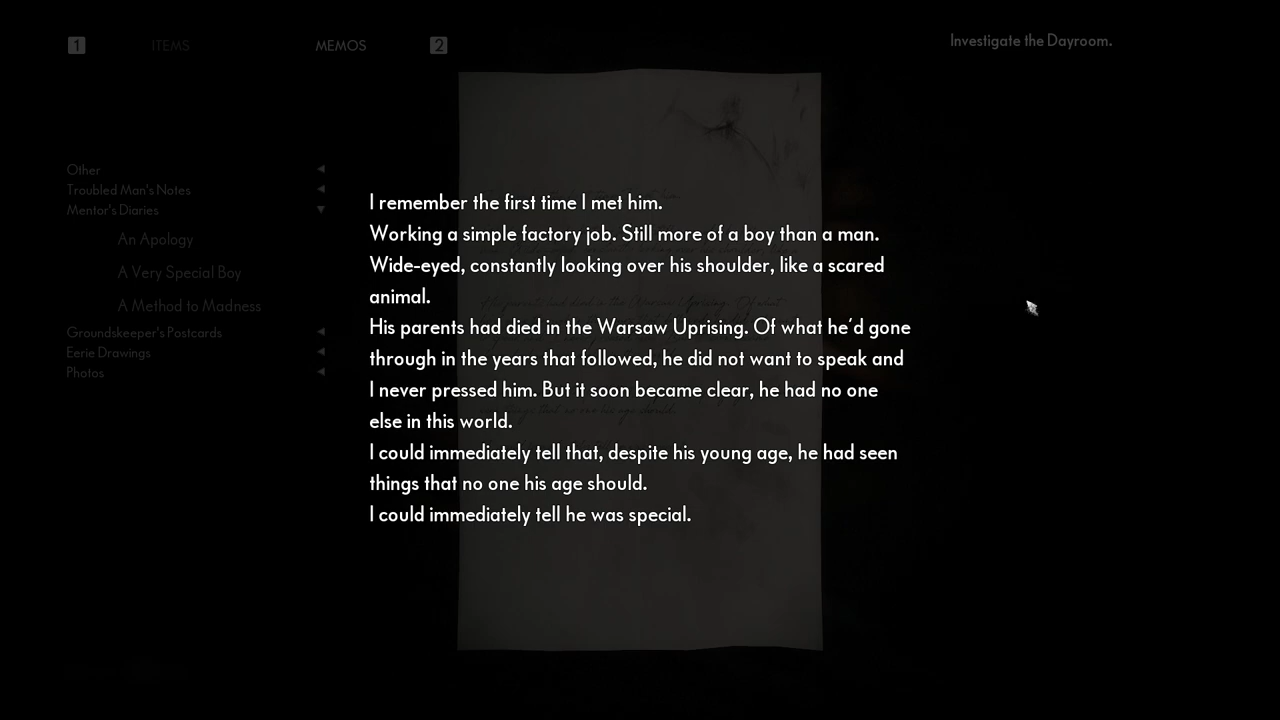 1 ITEMS MEMOS 2
Investigate the Dayroom.
Other
Troubled Man's Notes
Mentor's Diaries
An Apology
A Very Special Boy
A Method to Madness
Groundskeeper's Postcards
Eerie Drawings
Photos
I remember the first time I met him.
Working a simple factory job. Still more of a boy than a man.
Wide-eyed, constantly looking over his shoulder, like a scared
animal.
His parents had died in the Warsaw Uprising. Of what he'd gone
through in the years that followed, he did not want to speak and
I never pressed him. But it soon became clear, he had no one
else in this world.
I could immediately tell that, despite his young age, he had seen
things that no one his age should.
I could immediately tell he was special.